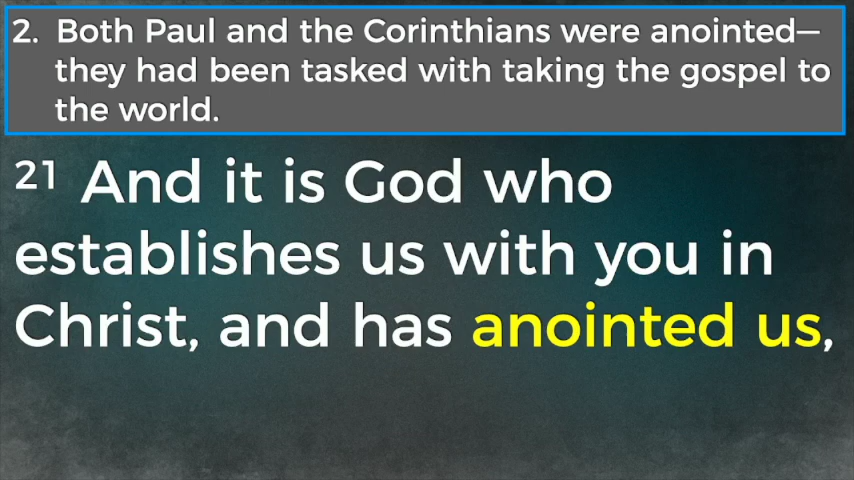 2. Both Paul and the Corinthians were anointed—
they had been tasked with taking the gospel to
the world.
21 And it is God who
establishes us with you in
Christ, and has anointed us,